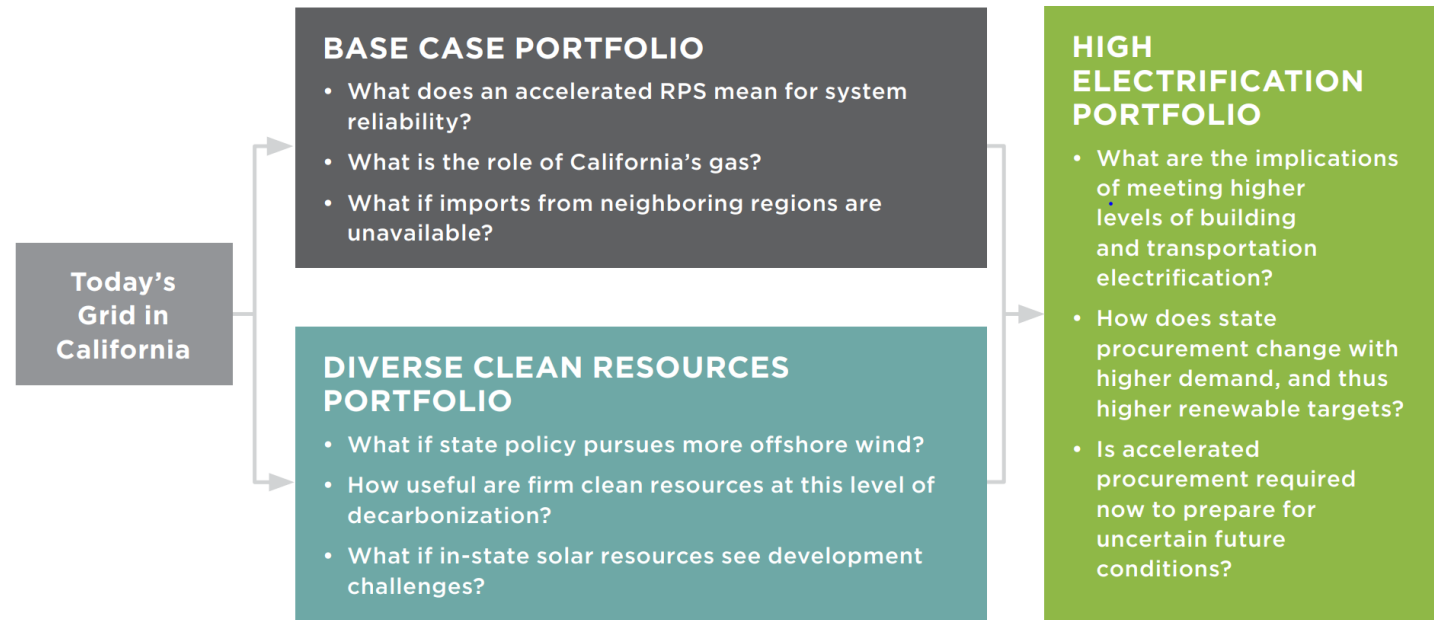 Today's
Grid in
California
BASE CASE PORTFOLIO
• What does an accelerated RPS mean for system
reliability?
• What is the role of California's gas?
• What if imports from neighboring regions are
unavailable?
DIVERSE CLEAN RESOURCES
PORTFOLIO
• What if state policy pursues more offshore wind?
• How useful are firm clean resources at this level of
decarbonization?
• What if in-state solar resources see development
challenges?
HIGH
ELECTRIFICATION
PORTFOLIO
• What are the implications
of meeting higher
levels of building
and transportation
electrification?
• How does state
procurement change with
higher demand, and thus
higher renewable targets?
• Is accelerated
procurement required
now to prepare for
uncertain future
conditions?